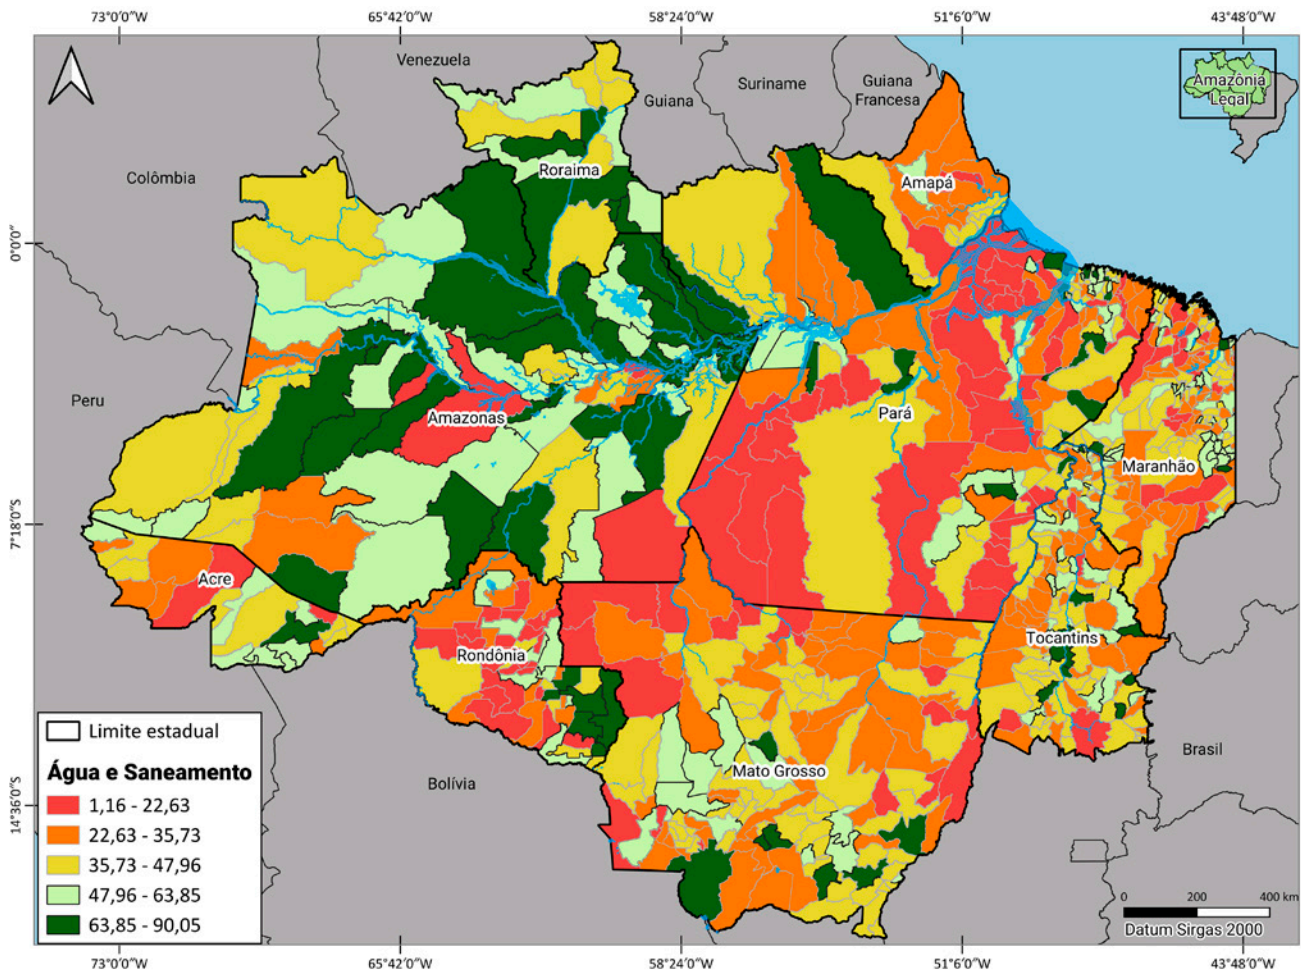 73°0′0″W
65°42′0″W
58°24′0″W
51°6′0″W
43°48′0″W
Venezuela
Suriname
Guiana
Francesa
Guiana
Amazônia
Legal
Colômbia
Roraima
Amapá
0°0′0″
Peru
Amazonas
Pará
Maranhão
7°18′0″S
Acre
Rondônia
Tocantins
Limite estadual
Água e Saneamento
1,16 - 22,63
22,63 - 35,73
35,73 - 47,96
47,96 - 63,85
63,85 - 90,05
Bolívia
Mato Grosso
Brasil
14°36′0″S
0
200
400 km
Datum Sirgas 2000
73°0′0″W
65°42′0″W
58°24′0″W
51°6′0″W
43°48′0″W